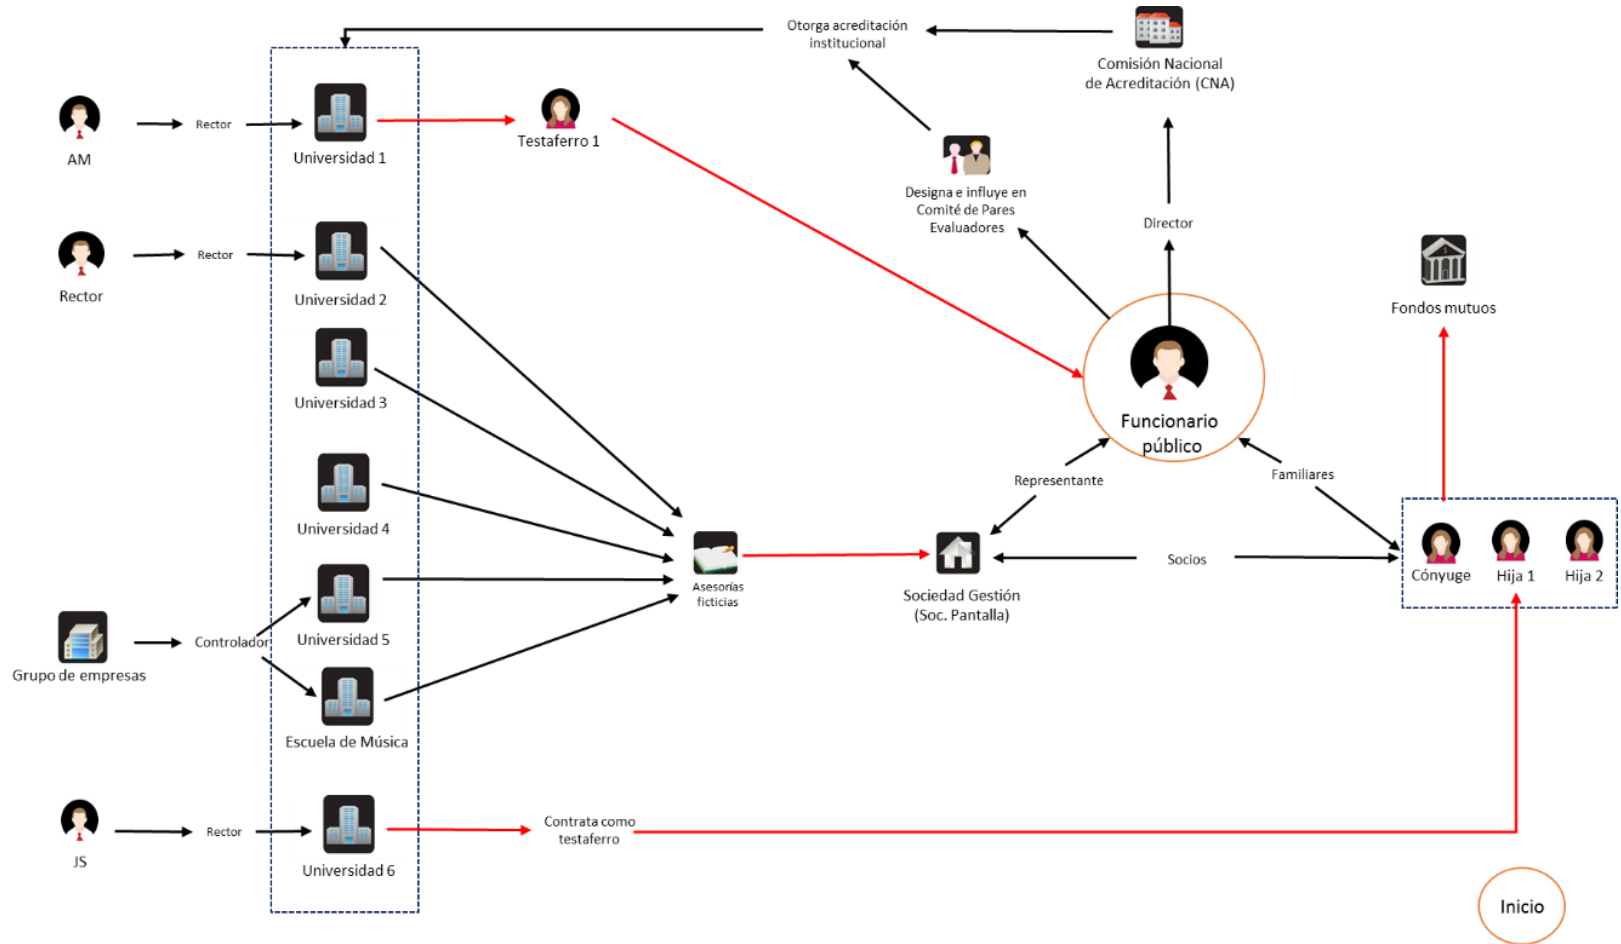 Otorga acreditación
institucional
Comisión Nacional
de Acreditación (CNA)
AM
Rector
Universidad 1
Testaferro 1
Designa e influye en
Comité de Pares
Evaluadores
Director
Rector
Rector
Universidad 2
Fondos mutuos
Universidad 3
Funcionario
público
Universidad 4
Representante
Familiares
Asesorías
ficticias
Sociedad Gestión
(Soc. Pantalla)
Socios
Cónyuge
Hija 1
Hija 2
Grupo de empresas
Controlador
Universidad 5
Escuela de Música
JS
Rector
Universidad 6
Contrata como
testaferro
Inicio